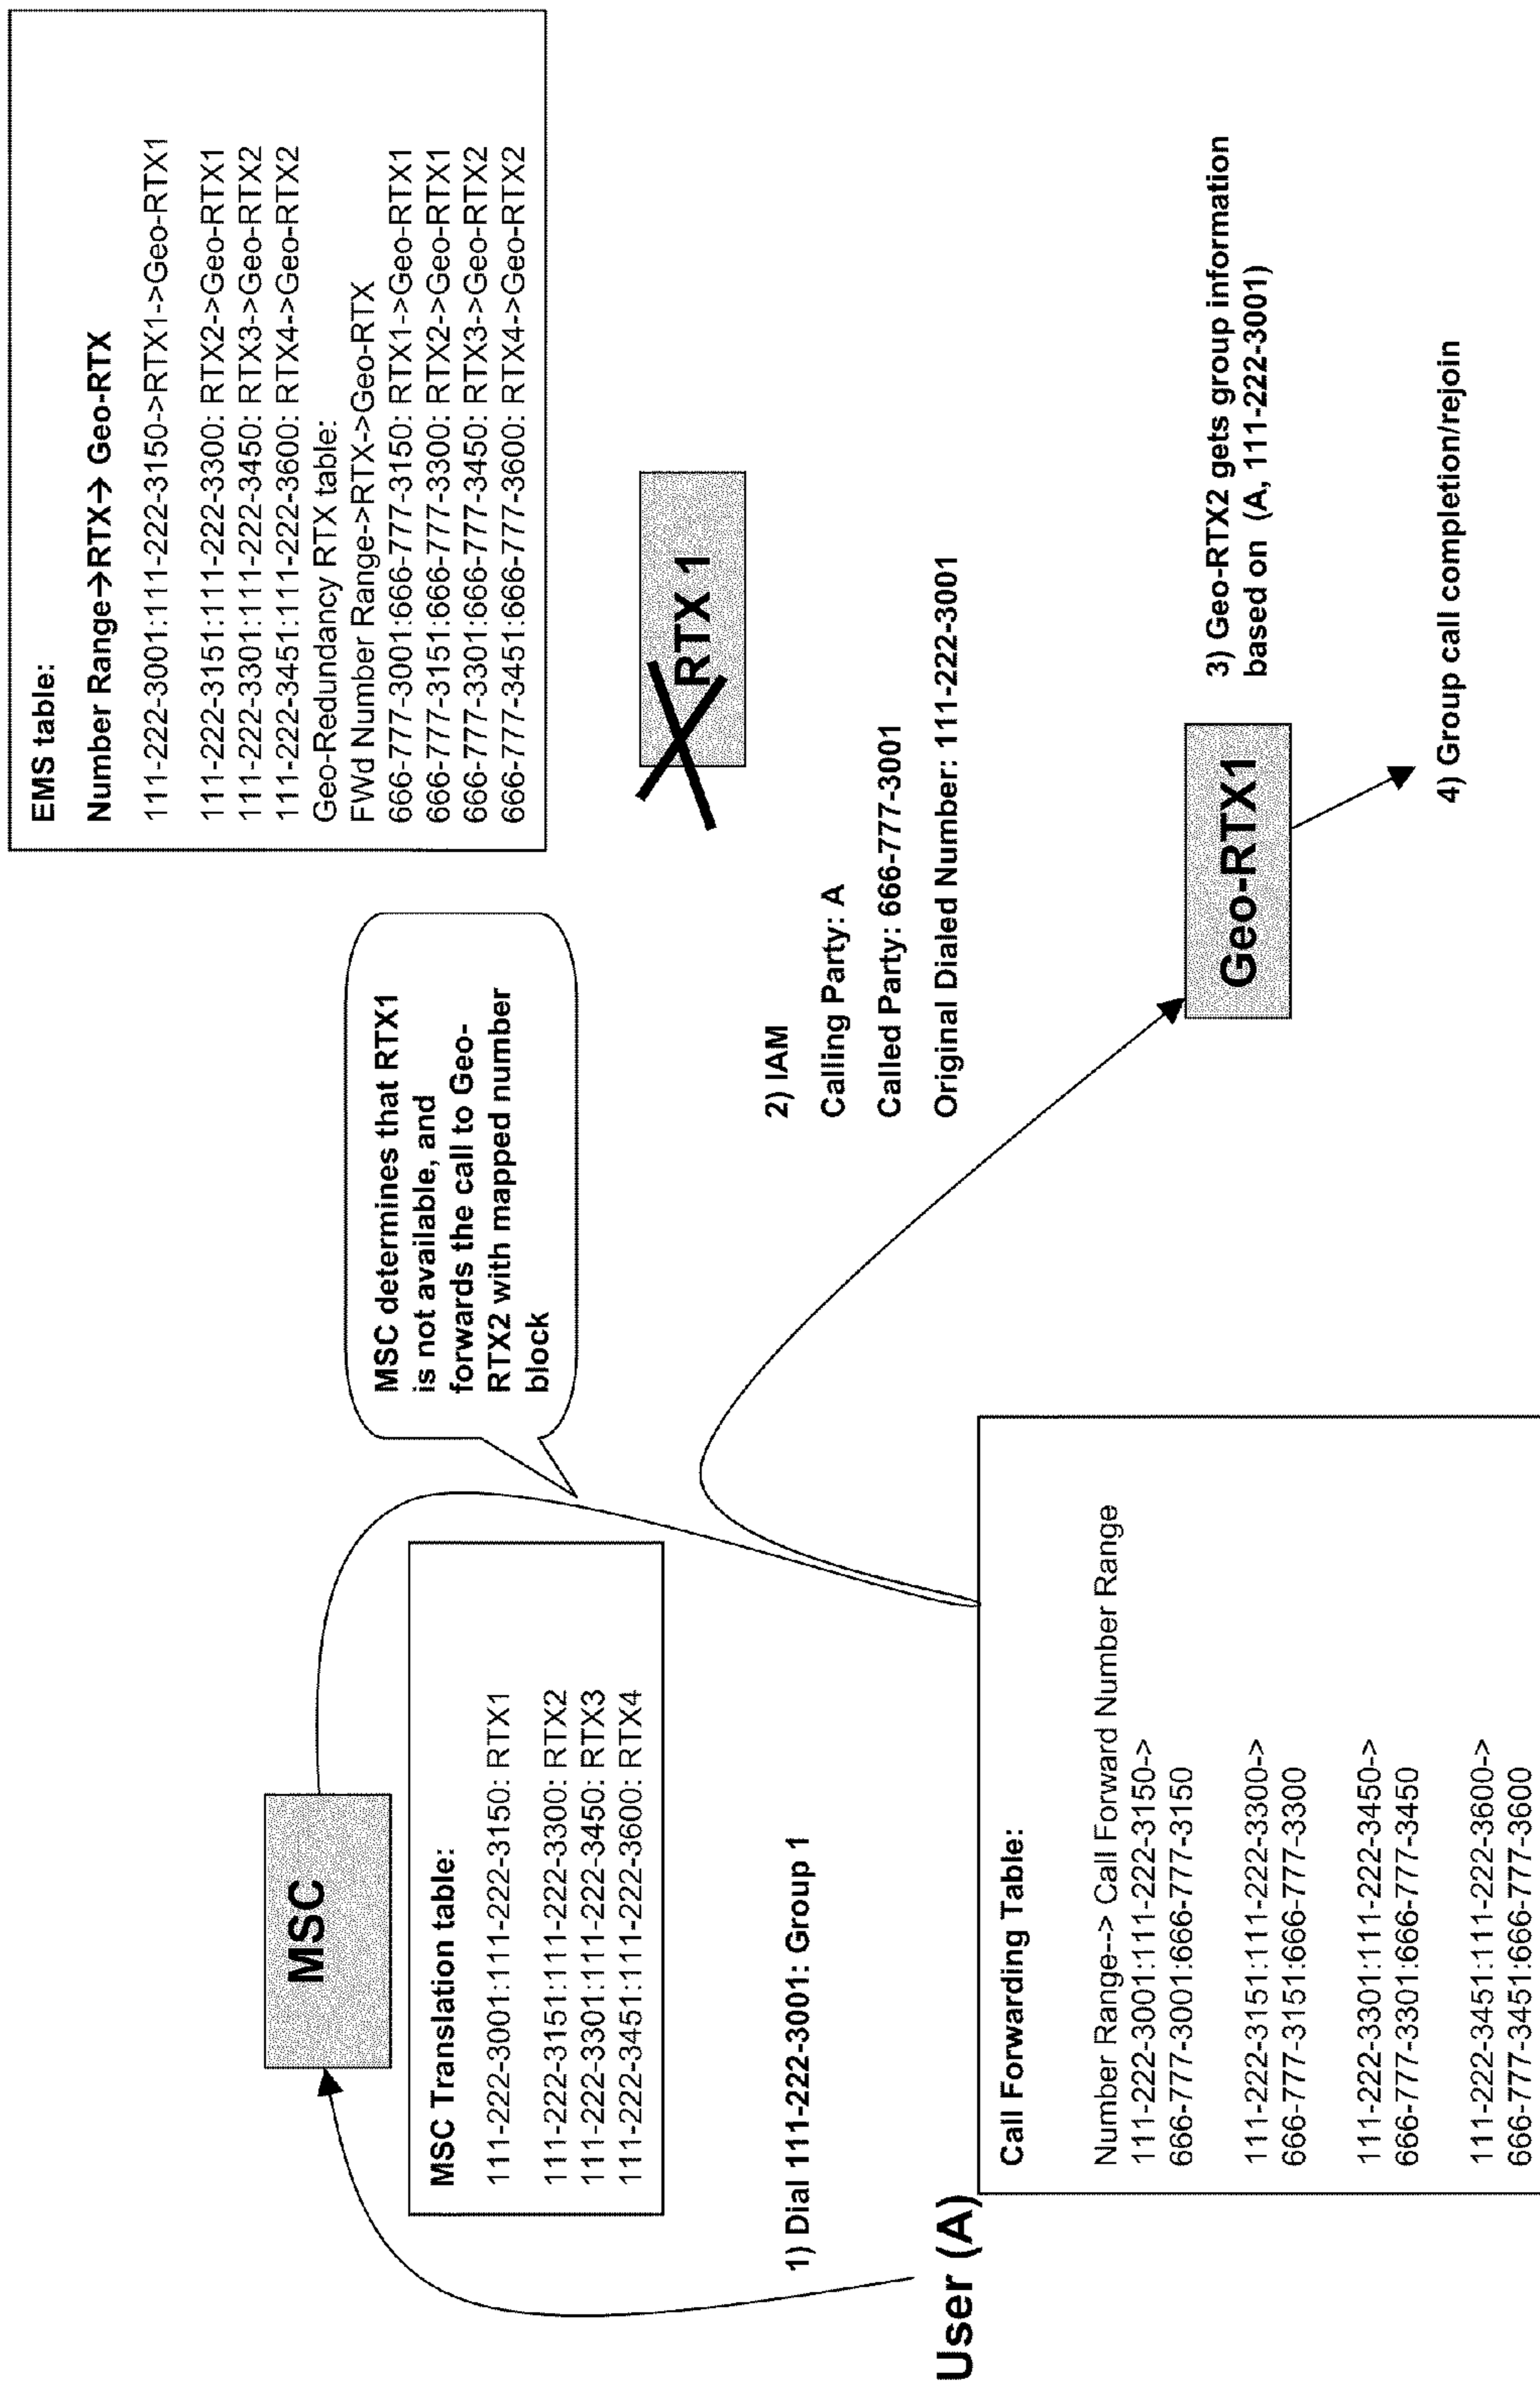 EMS table:
Number Range→RTX→ Geo-RTX
111-222-3001:111-222-3150->RTX1->Geo-RTX1
111-222-3151:111-222-3300: RTX2->Geo-RTX1
111-222-3301:111-222-3450: RTX3->Geo-RTX2
111-222-3451:111-222-3600: RTX4->Geo-RTX2
Geo-Redundancy RTX table:
FWd Number Range->RTX->Geo-RTX
666-777-3001:666-777-3150: RTX1->Geo-RTX1
666-777-3151:666-777-3300: RTX2->Geo-RTX1
666-777-3301:666-777-3450: RTX3->Geo-RTX2
666-777-3451:666-777-3600: RTX4->Geo-RTX2
MSC
MSC determines that RTX1
is not available, and
forwards the call to Geo-
RTX2 with mapped number
block
MSC Translation table:
111-222-3001:111-222-3150: RTX1
111-222-3151:111-222-3300: RTX2
111-222-3301:111-222-3450: RTX3
111-222-3451:111-222-3600: RTX4
RTX 1
1) Dial 111-222-3001: Group 1
2) IAM
Calling Party: A
Called Party: 666-777-3001
Original Dialed Number: 111-222-3001
User (A)
Call Forwarding Table:
Number Range--> Call Forward Number Range
111-222-3001:111-222-3150->
666-777-3001:666-777-3150
111-222-3151:111-222-3300->
666-777-3151:666-777-3300
111-222-3301:111-222-3450->
666-777-3301:666-777-3450
111-222-3451:111-222-3600->
666-777-3451:666-777-3600
Geo-RTX1
3) Geo-RTX2 gets group information
based on (A, 111-222-3001)
4) Group call completion/rejoin